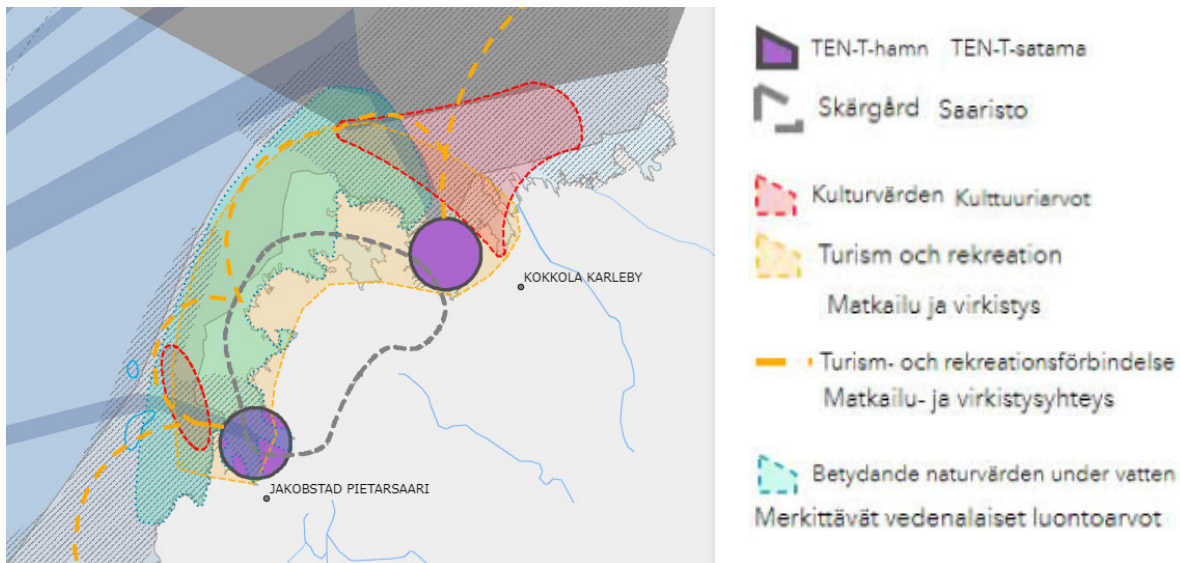 KOKKOLA KARLEBY
JAKOBSTAD PIETARSAARI
TEN-T-hamn TEN-T-satama
Skärgård Saaristo
Kulturvärden Kulttuuriarvot
Turism och rekreation
Matkailu ja virkistys
Turism- och rekreationsförbindelse
Matkailu- ja virkistysyhteys
Betydande naturvärden under vatten
Merkittävät vedenalaiset luontoarvot